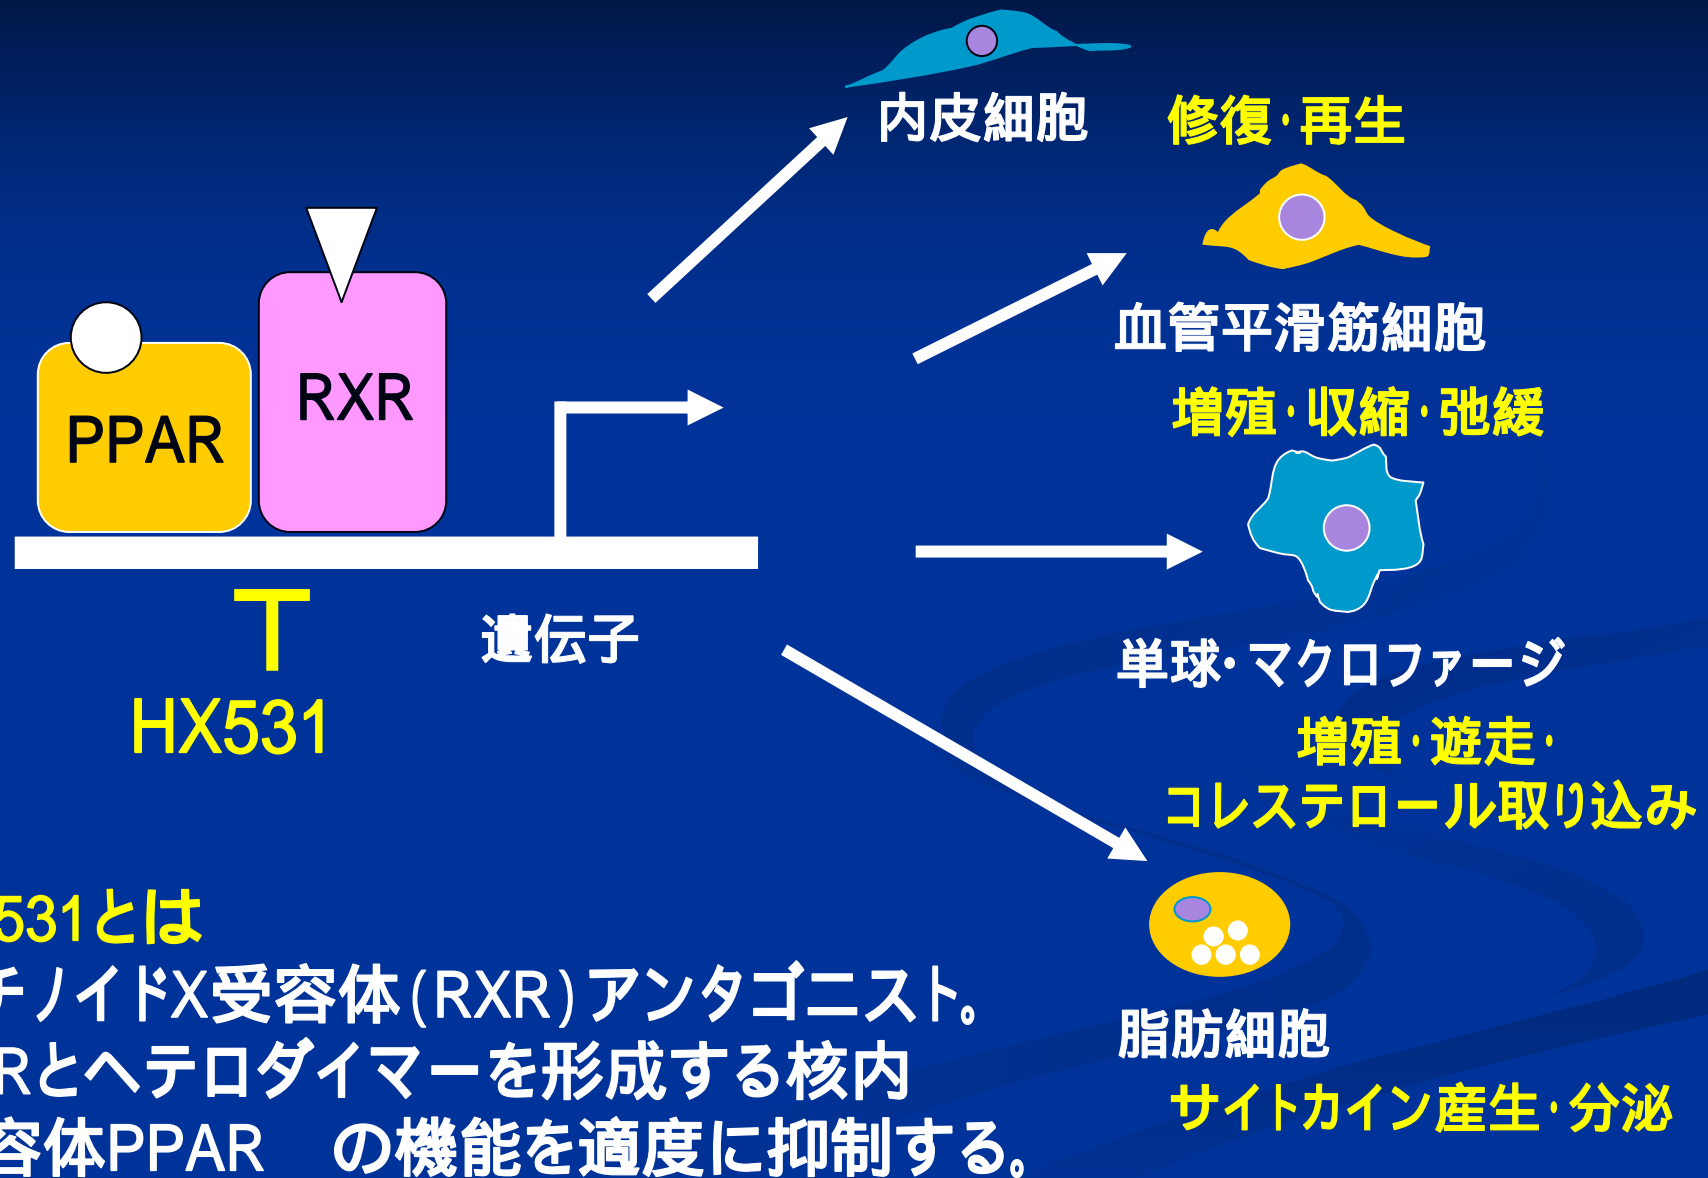 内皮細胞
修復・再生
血管平滑筋細胞
増殖・収縮・弛緩
RXR
PPAR
遺伝子
HX531
単球・マクロファージ
増殖・遊走・
コレステロール取り込み
脂肪細胞
サイトカイン産生・分泌
531とは
チノイドX受容体(RXR)アンタゴニスト。
Rとヘテロダイマーを形成する核内
容体PPAR　の機能を適度に抑制する。